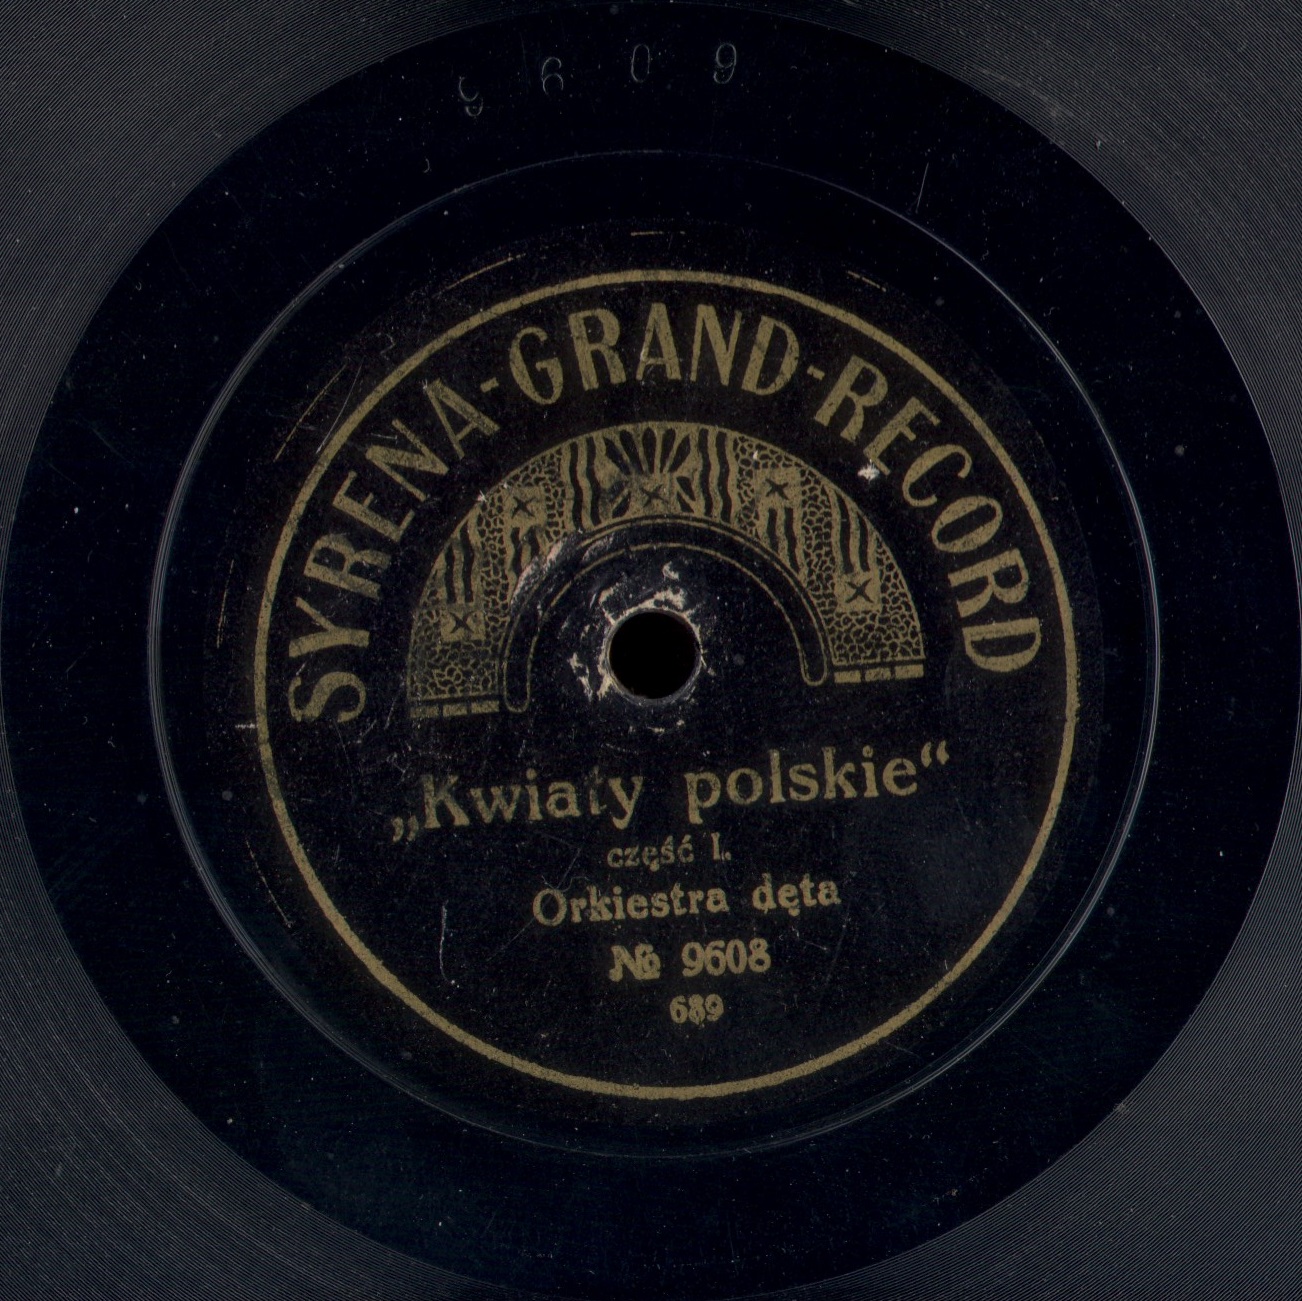 9609
SYRENA-GRAND-RECORD
„Kwiaty polskie“
część I.
Orkiestra dęta
№ 9608
689